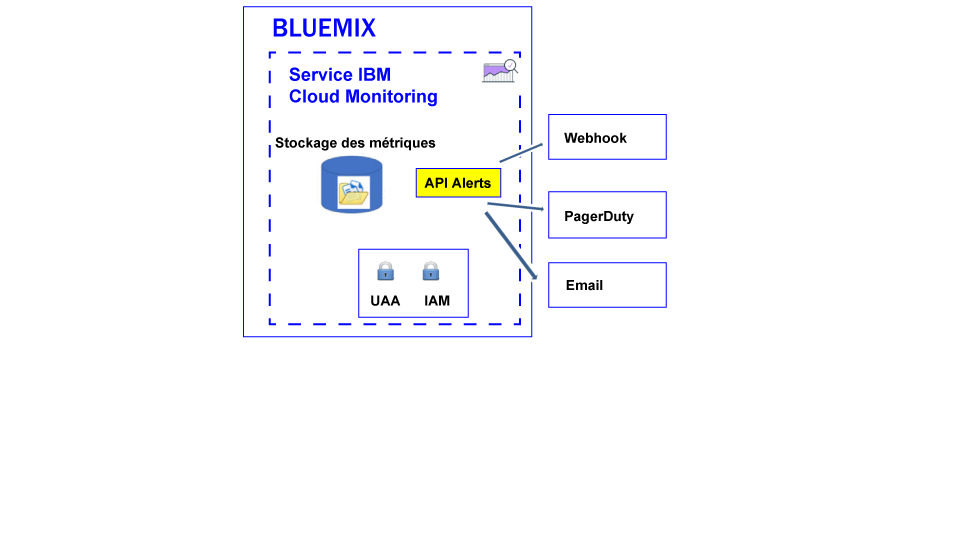 BLUEMIX
Service IBM
Cloud Monitoring
Stockage des métriques
API Alerts
Webhook
PagerDuty
Email
UAA
IAM